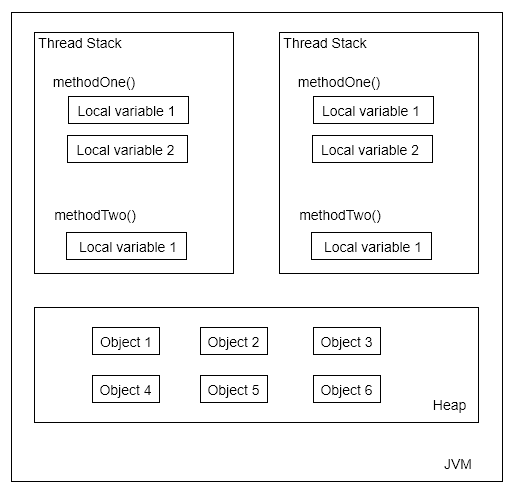 Thread Stack
methodOne()
Local variable 1
Local variable 2
methodTwo()
Local variable 1
Thread Stack
methodOne()
Local variable 1
Local variable 2
methodTwo()
Local variable 1
Object 1
Object 2
Object 3
Object 4
Object 5
Object 6
Heap
JVM